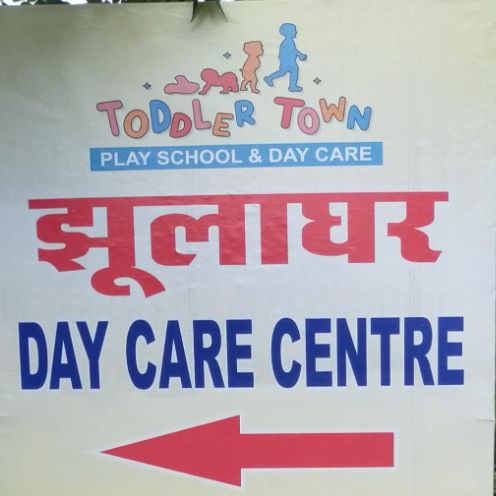 TODDLER TOWN
PLAY SCHOOL & DAY CARE
झूलाघर
DAY CARE CENTRE